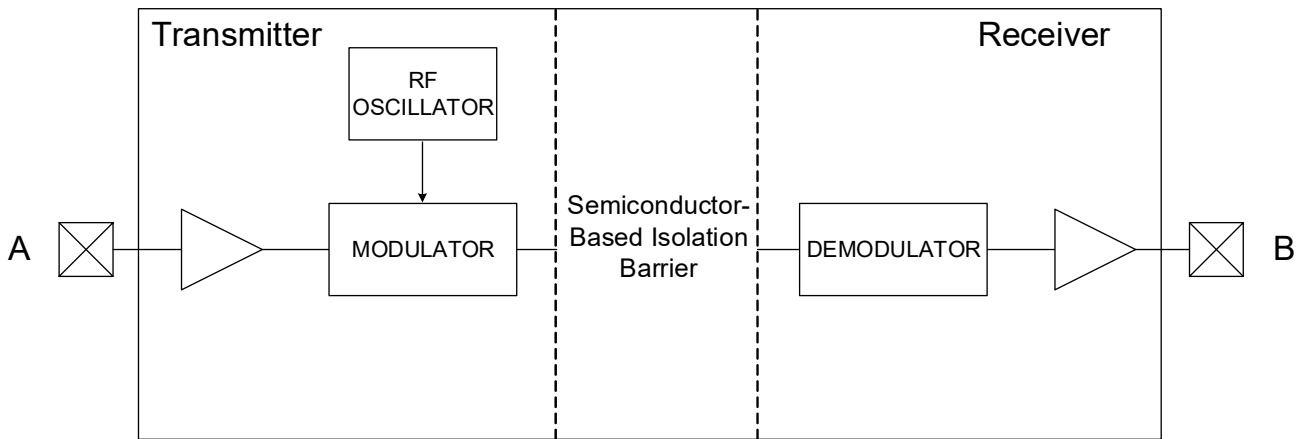 Transmitter
Receiver
RF
OSCILLATOR
A
MODULATOR
Semiconductor-
Based Isolation
Barrier
DEMODULATOR
B